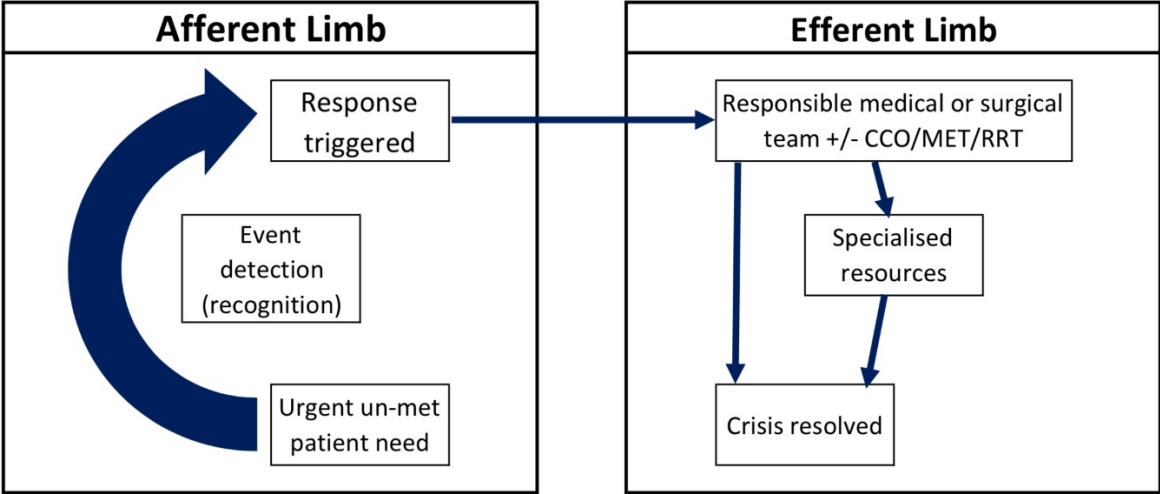 Afferent Limb
Response
triggered
Event
detection
(recognition)
Urgent un-met
patient need
Efferent Limb
Responsible medical or surgical
team +/- CCO/MET/RRT
Specialised
resources
Crisis resolved